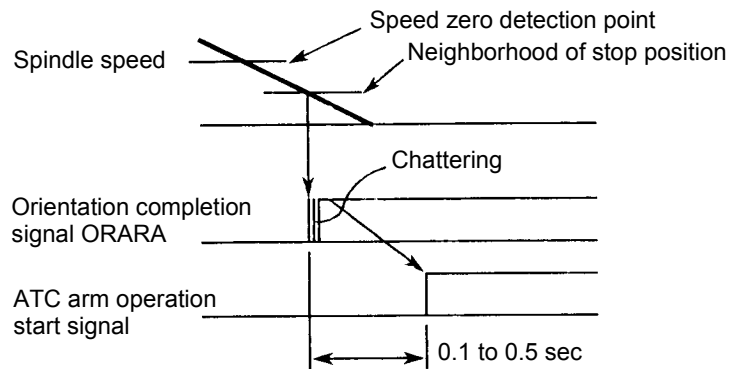 Speed zero detection point
Spindle speed
Neighborhood of stop position
Chattering
Orientation completion
signal ORARA
ATC arm operation
start signal
0.1 to 0.5 sec